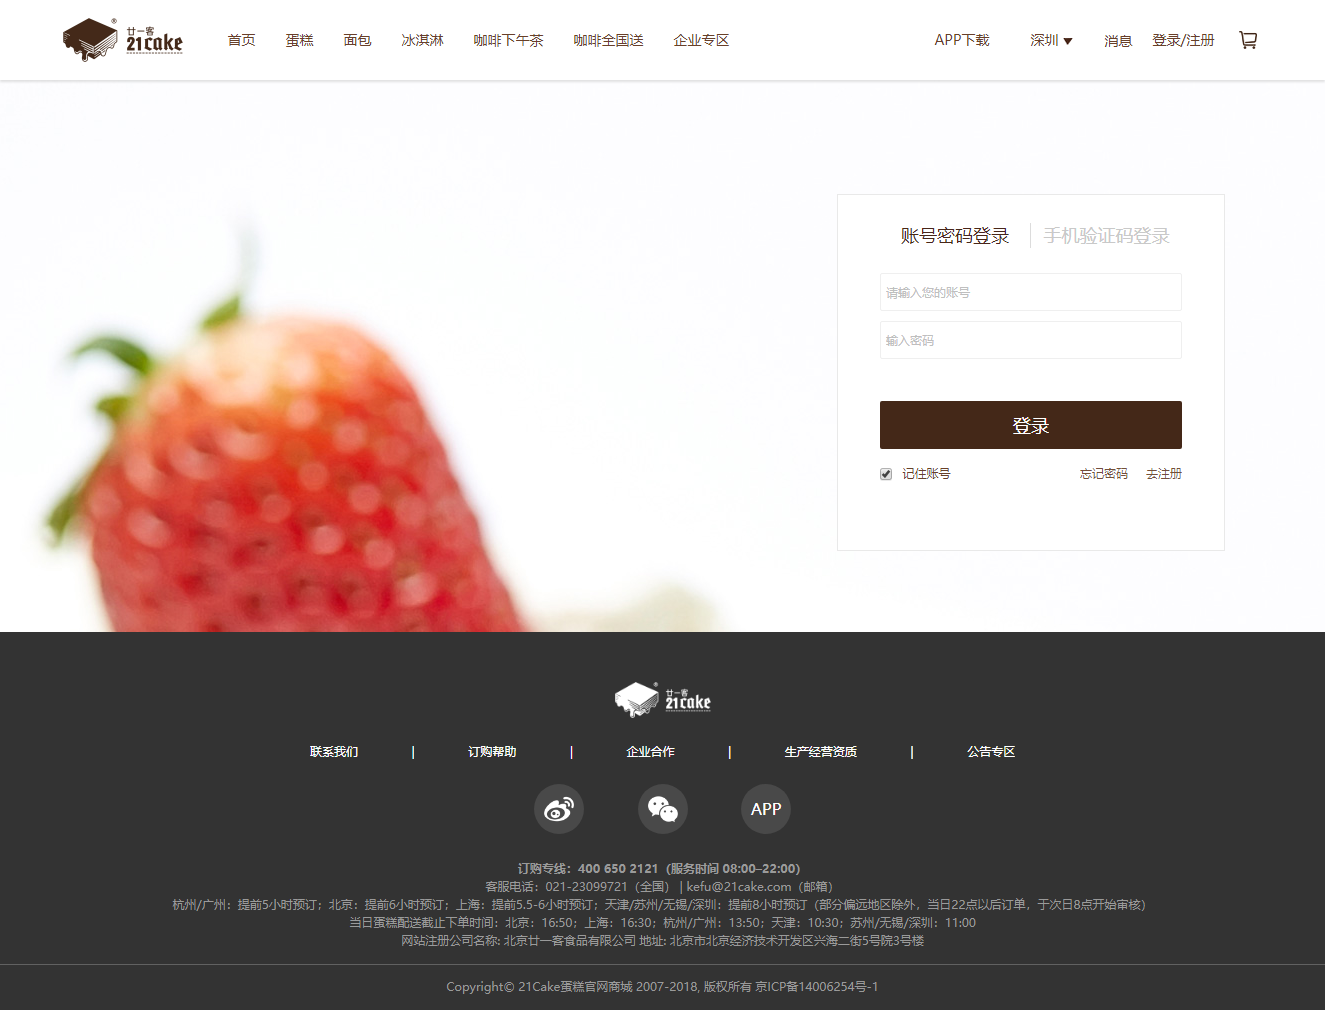 廿一客
21cake
首页 蛋糕 面包 冰淇淋 咖啡下午茶 咖啡全国送 企业专区 APP下载 深圳 消息 登录/注册
账号密码登录 手机验证码登录
请输入您的账号
输入密码
登录
记住账号 忘记密码 去注册
廿一客
21cake
联系我们 | 订购帮助 | 企业合作 | 生产经营资质 | 公告专区
APP
订购专线：400 650 2121（服务时间 08:00–22:00）
客服电话：021-23099721（全国） | kefu@21cake.com（邮箱）
杭州/广州：提前5小时预订；北京：提前6小时预订；上海：提前5.5-6小时预订；天津/苏州/无锡/深圳：提前8小时预订（部分偏远地区除外，当日22点以后订单，于次日8点开始审核）
当日蛋糕配送截止下单时间：北京：16:50；上海：16:30；杭州/广州：13:50；天津：10:30；苏州/无锡/深圳：11:00
网站注册公司名称: 北京廿一客食品有限公司 地址: 北京市北京经济技术开发区兴海二街5号院3号楼
Copyright© 21Cake蛋糕官网商城 2007-2018, 版权所有 京ICP备14006254号-1